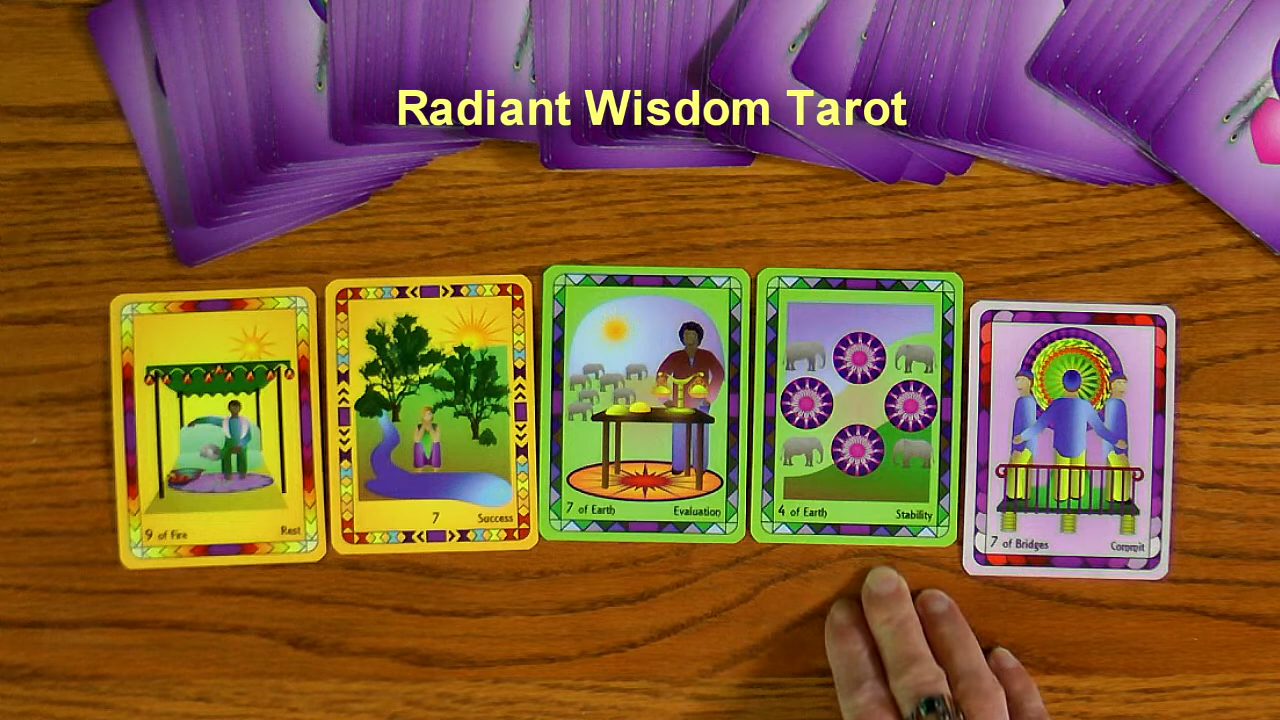 Radiant Wisdom Tarot
9 of Fire Rest
7 Success
7 of Earth Evaluation
4 of Earth Stability
7 of Bridges Commit